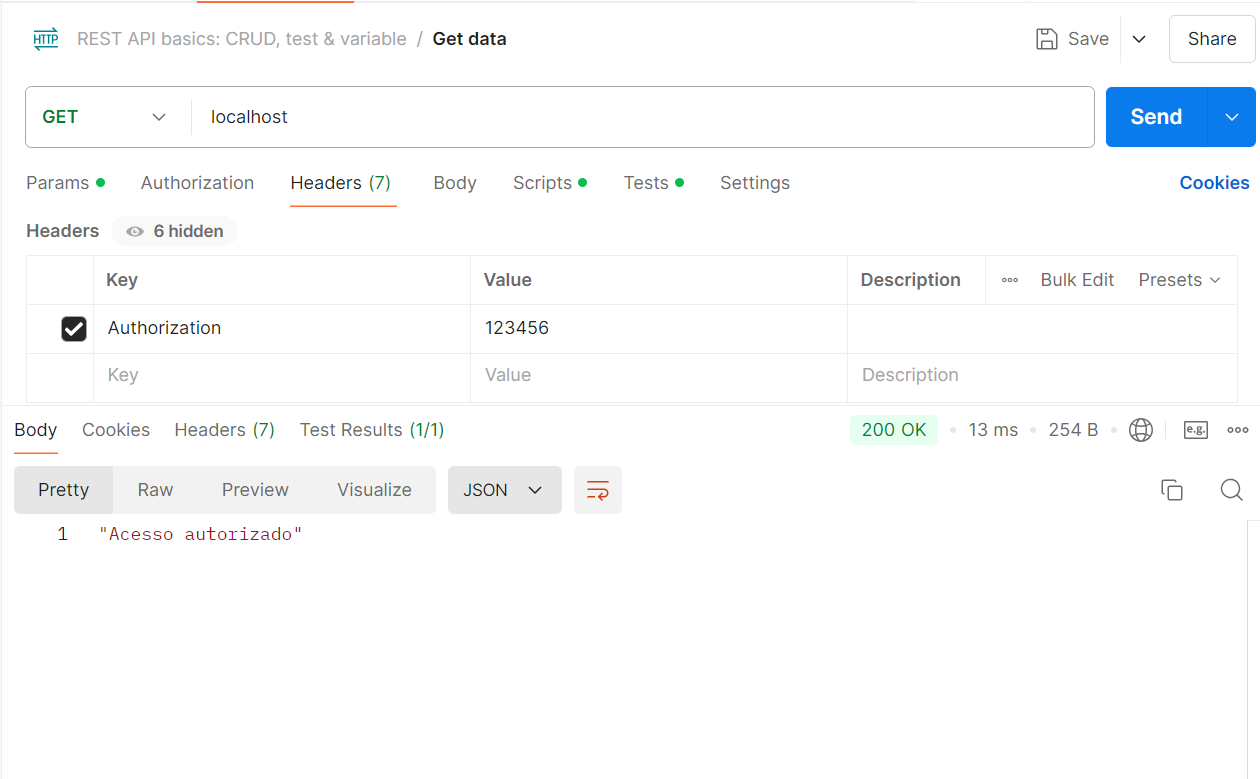 HTTP REST API basics: CRUD, test & variable / Get data Save Share
GET localhost Send
Params Authorization Headers (7) Body Scripts Tests Settings Cookies
Headers 6 hidden
Key Value Description Bulk Edit Presets
Authorization 123456
Key Value Description
Body Cookies Headers (7) Test Results (1/1) 200 OK 13 ms 254 B e.g.
Pretty Raw Preview Visualize JSON
1 "Acesso autorizado"